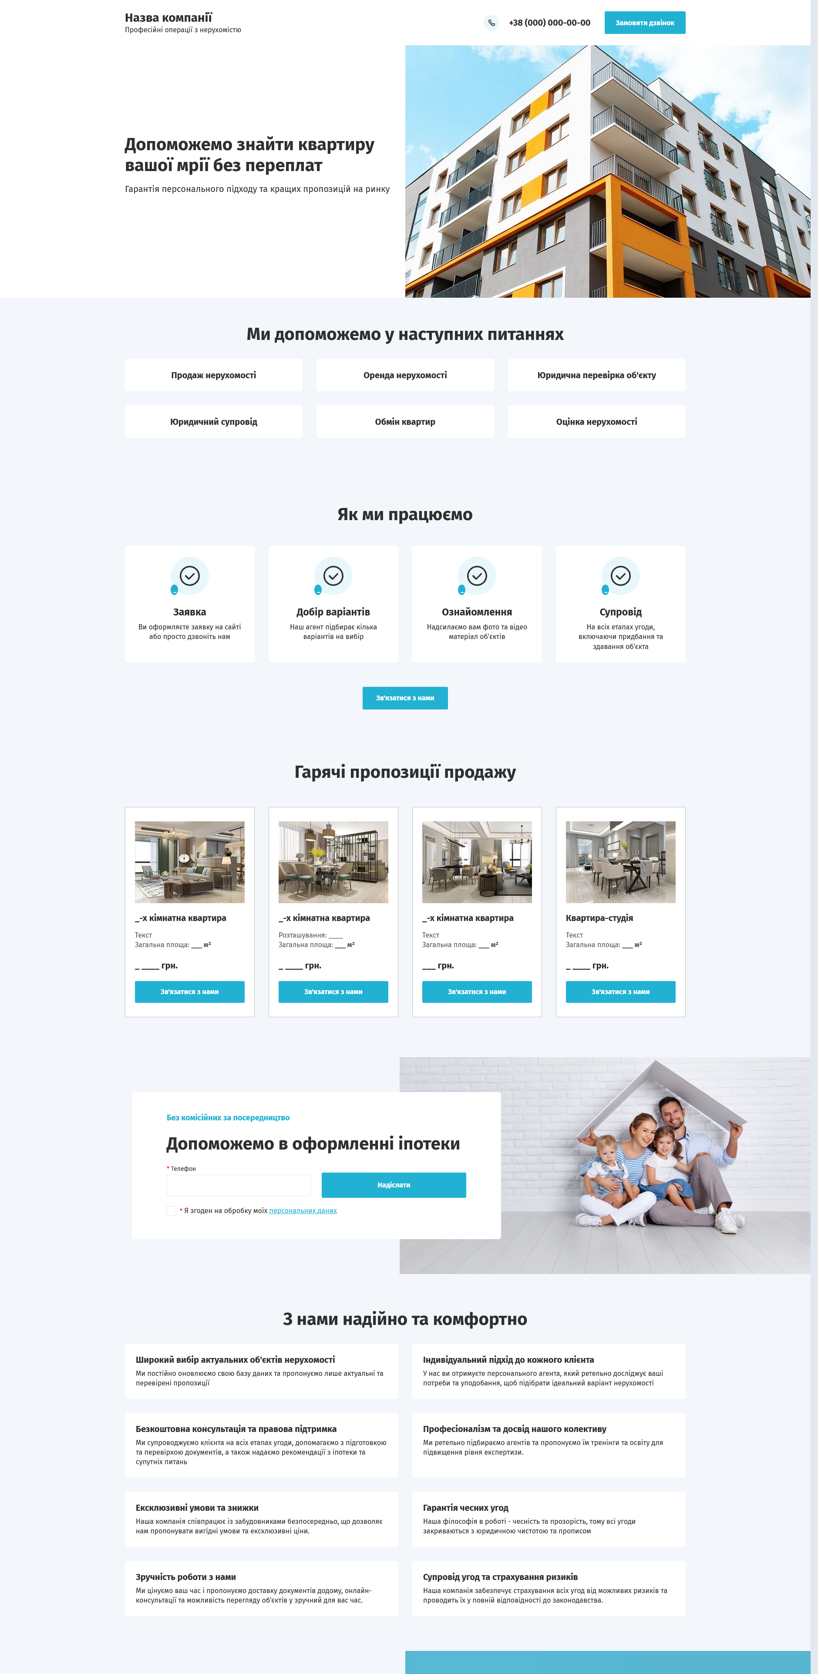 Назва компанії
Професійні операції з нерухомістю
+38 (000) 000-00-00
Замовити дзвінок
Допоможемо знайти квартиру
вашої мрії без переплат
Гарантія персонального підходу та кращих пропозицій на ринку
Ми допоможемо у наступних питаннях
Продаж нерухомості
Оренда нерухомості
Юридична перевірка об'єкту
Юридичний супровід
Обмін квартир
Оцінка нерухомості
Як ми працюємо
Заявка
Ви оформляєте заявку на сайті
або просто дзвоніть нам
Добір варіантів
Наш агент підбирає кілька
варіантів на вибір
Ознайомлення
Надсилаємо вам фото та відео
матеріал об'єктів
Супровід
На всіх етапах угоди,
включаючи придбання та
здавання об'єкта
Зв'язатися з нами
Гарячі пропозиції продажу
_-х кімнатна квартира
Текст
Загальна площа: ___ м²
_ ____ грн.
Зв'язатися з нами
_-х кімнатна квартира
Розташування: ____
Загальна площа: ___ м²
_ ____ грн.
Зв'язатися з нами
_-х кімнатна квартира
Текст
Загальна площа: ___ м²
___ грн.
Зв'язатися з нами
Квартира-студія
Текст
Загальна площа: ___ м²
_ ____ грн.
Зв'язатися з нами
Без комісійних за посередництво
Допоможемо в оформленні іпотеки
* Телефон
Надіслати
* Я згоден на обробку моїх персональних даних
З нами надійно та комфортно
Широкий вибір актуальних об'єктів нерухомості
Ми постійно оновлюємо свою базу даних та пропонуємо лише актуальні та
перевірені пропозиції
Індивідуальний підхід до кожного клієнта
У нас ви отримуєте персонального агента, який ретельно досліджує ваші
потреби та уподобання, щоб підібрати ідеальний варіант нерухомості
Безкоштовна консультація та правова підтримка
Ми супроводжуємо клієнта на всіх етапах угоди, допомагаємо з підготовкою
та перевіркою документів, а також надаємо рекомендації з іпотеки та
супутніх питань
Професіоналізм та досвід нашого колективу
Ми ретельно підбираємо агентів та пропонуємо їм тренінги та освіту для
підвищення рівня експертизи.
Ексклюзивні умови та знижки
Наша компанія співпрацює із забудовниками безпосередньо, що дозволяє
нам пропонувати вигідні умови та ексклюзивні ціни.
Гарантія чесних угод
Наша філософія в роботі - чесність та прозорість, тому всі угоди
закриваються з юридичною чистотою та прописом
Зручність роботи з нами
Ми цінуємо ваш час і пропонуємо доставку документів додому, онлайн-
консультації та можливість перегляду об'єктів у зручний для вас час.
Супровід угод та страхування ризиків
Наша компанія забезпечує страхування всіх угод від можливих ризиків та
проводить їх у повній відповідності до законодавства.